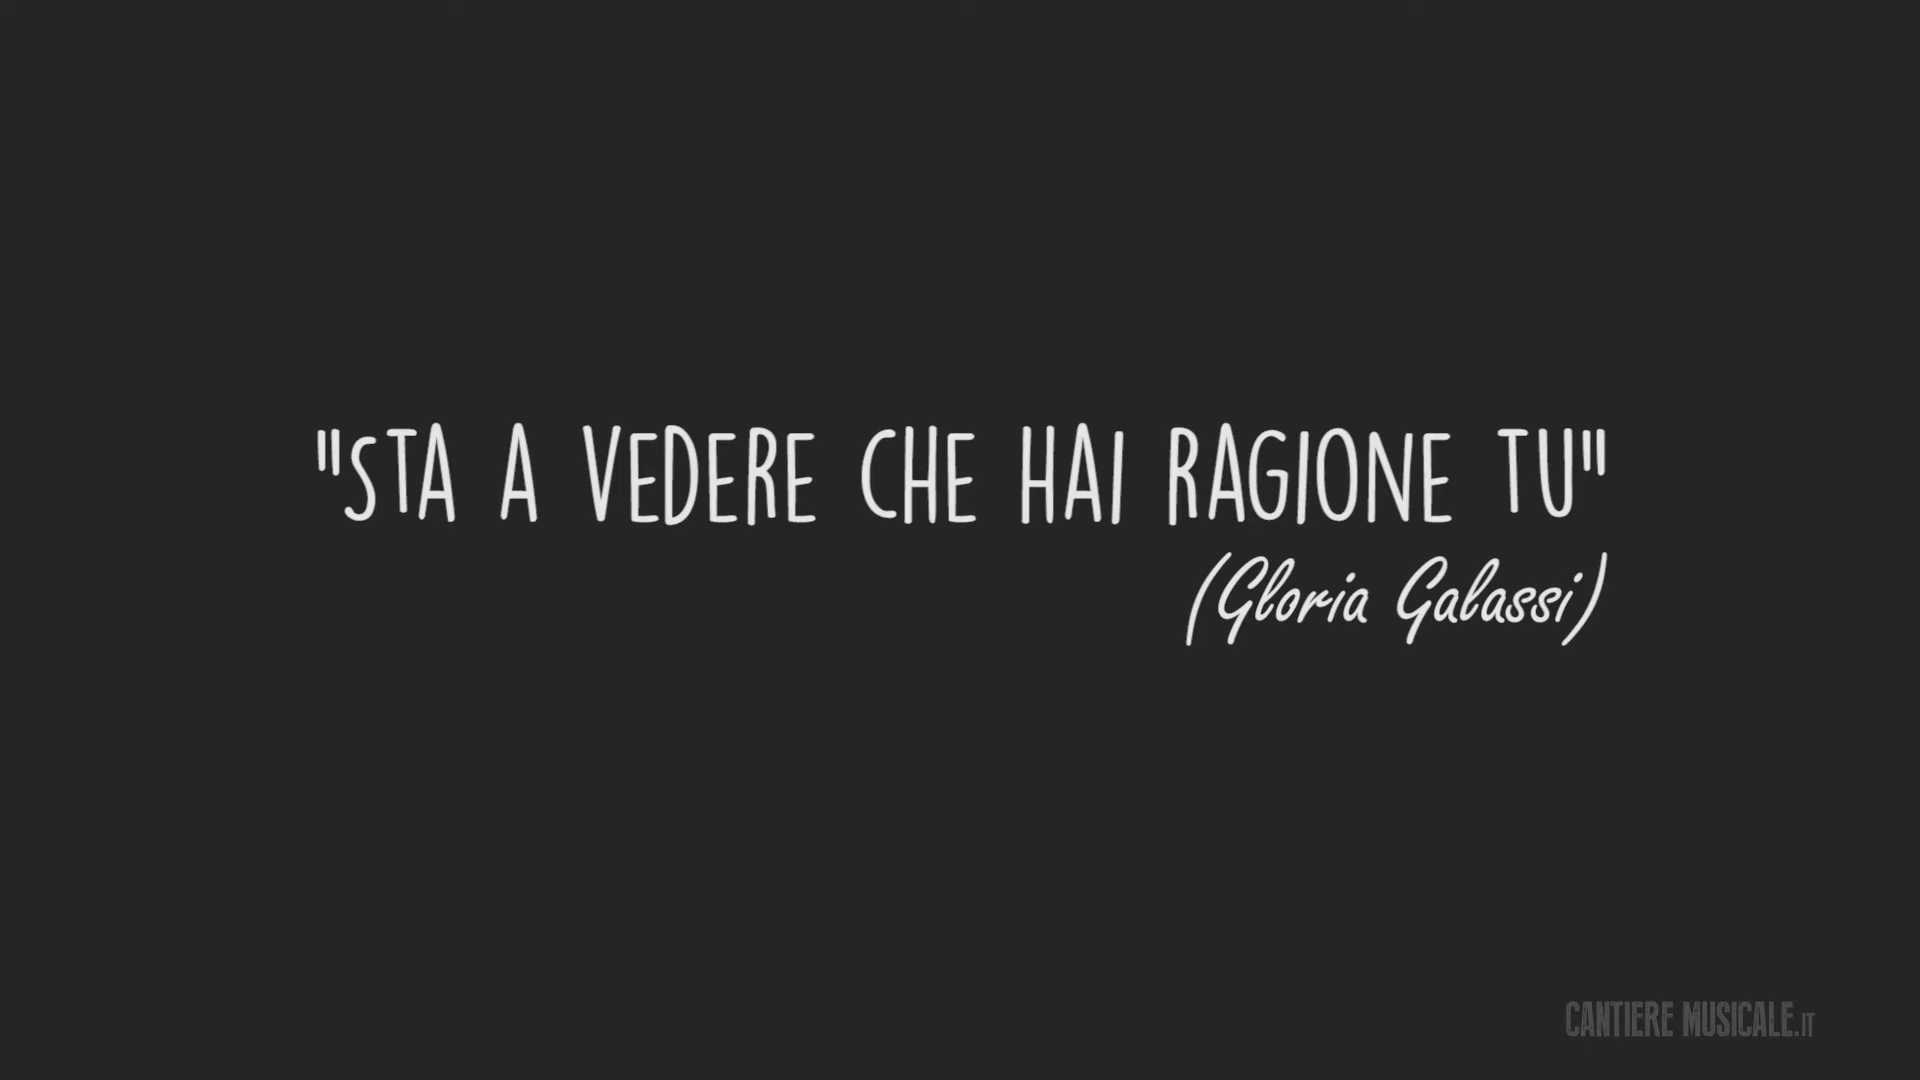 "STA A VEDERE CHE HAI RAGIONE TU"
(Gloria Galassi)
CANTIERE MUSICALE.IT